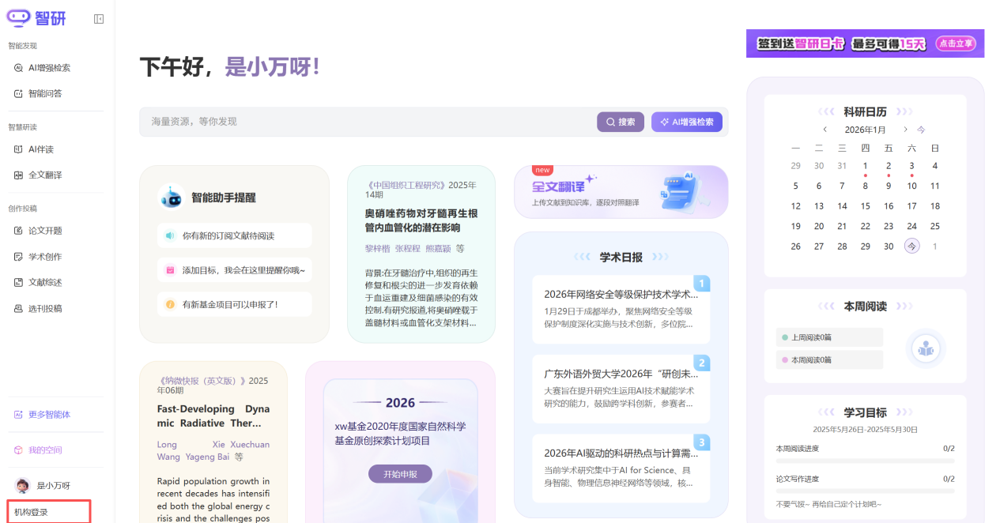 智研
智能发现
AI增强检索
智能问答
智慧研读
AI伴读
全文翻译
创作投稿
论文开题
学术创作
文献综述
选刊投稿
更多智能体
我的空间
是小万呀
机构登录
下午好，是小万呀！
海量资源，等你发现
搜索
AI增强检索
智能助手提醒
你有新的订阅文献待阅读
添加目标，我会在这里提醒你哦~
有新基金项目可以申报了！
《中国组织工程研究》2025年
14期
奥硝唑药物对牙髓再生根
管内血管化的潜在影响
黎梓楷 张程程 熊嘉颖 等
背景:在牙髓治疗中,组织的再生
修复和根尖的进一步发育依赖
于血运重建及细菌感染的有效
控制.有研究报道,将奥硝唑载于
盖髓材料或血管化支架材料...
《纳微快报（英文版）》2025
年06期
Fast-Developing Dyna
mic Radiative Ther...
Long Xie Xuechuan
Wang Yageng Bai 等
Rapid population growth in
recent decades has intensifi
ed both the global energy c
risis and the challenges pos
2026
xw基金2020年度国家自然科学
基金原创探索计划项目
开始申报
new
全文翻译
上传文献到知识库，逐段对照翻译
AI
学术日报
1
2026年网络安全等级保护技术学术...
1月29日于成都举办，聚焦网络安全等级
保护制度深化实施与技术创新，多位院...
2
广东外语外贸大学2026年“研创未...
大赛旨在提升研究生运用AI技术赋能学术
研究的能力，鼓励跨学科创新，参赛者...
3
2026年AI驱动的科研热点与计算需...
当前学术研究集中于AI for Science、具
身智能、物理信息神经网络等领域，核...
签到送智研日卡 最多可得15天 点击立享
科研日历
2026年1月 今
一 二 三 四 五 六 日
29 30 31 1 2 3 4
5 6 7 8 9 10 11
12 13 14 15 16 17 18
19 20 21 22 23 24 25
26 27 28 29 30 今 1
本周阅读
上周阅读0篇
本周阅读0篇
学习目标
2025年5月26日-2025年5月30日
本周阅读进度 0/2
论文写作进度 0/2
不要气馁~ 再给自己定个计划吧~